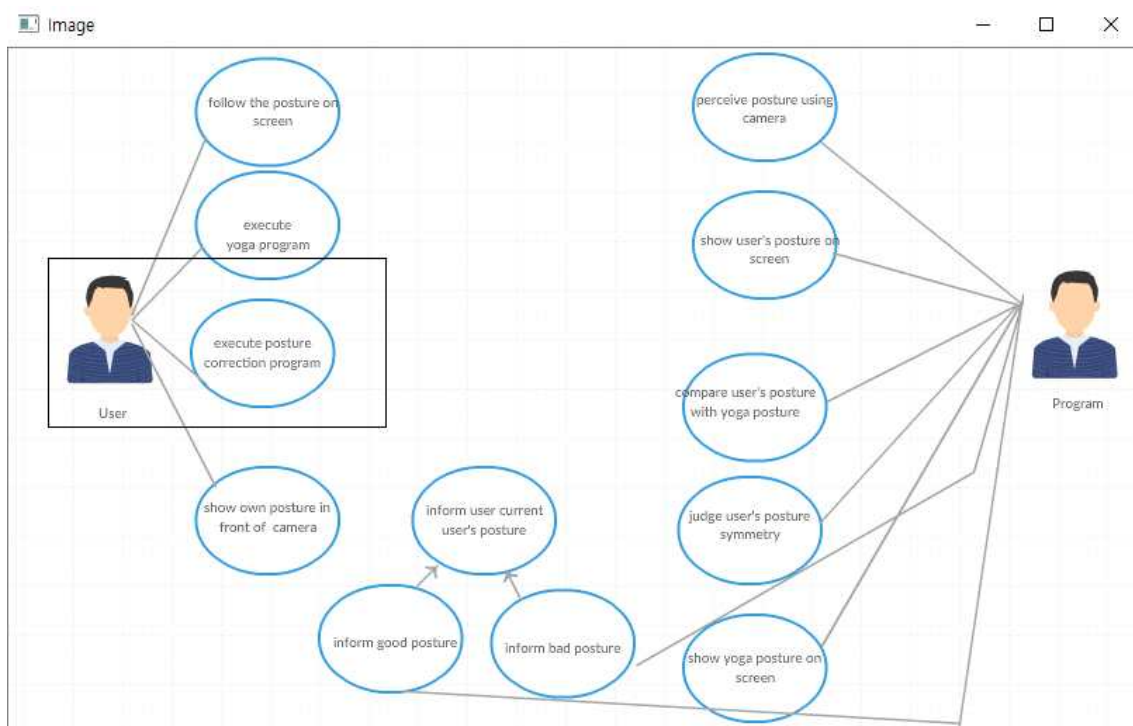 Image
follow the posture on
screen
perceive posture using
camera
execute
yoga program
show user's posture on
screen
execute posture
correction program
User
Program
compare user's posture
with yoga posture
show own posture in
front of camera
inform user current
user's posture
judge user's posture
symmetry
inform good posture
inform bad posture
show yoga posture on
screen